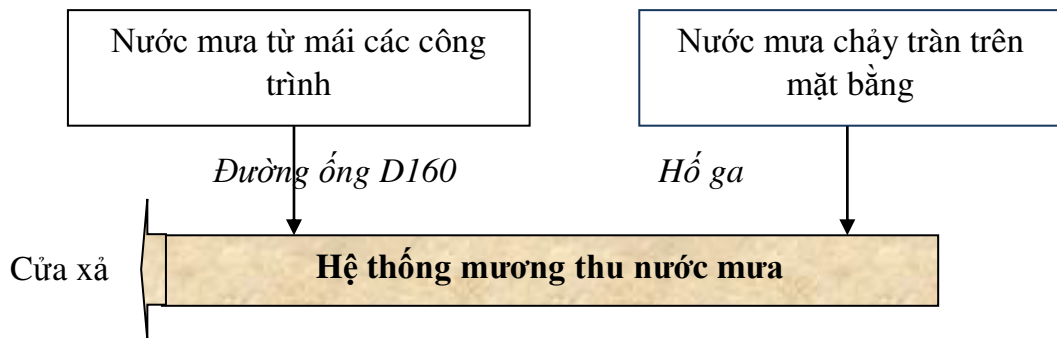 Nước mưa từ mái các công
trình
Nước mưa chảy tràn trên
mặt bằng
Đường ống D160
Hố ga
Cửa xả
Hệ thống mương thu nước mưa